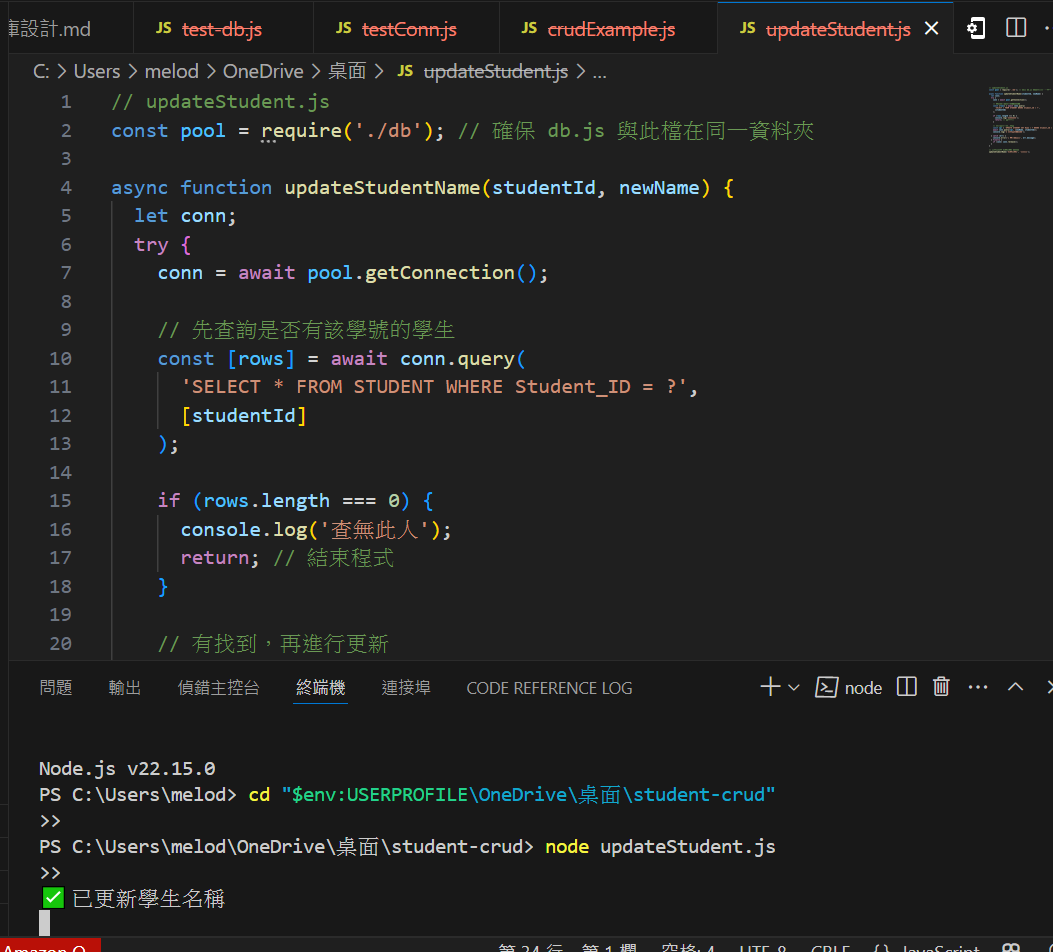 庫設計.md JS test-db.js JS testConn.js JS crudExample.js JS updateStudent.js
C: > Users > melod > OneDrive > 桌面 > JS updateStudent.js > ...
1 // updateStudent.js
2 const pool = require('./db'); // 確保 db.js 與此檔在同一資料夾
3
4 async function updateStudentName(studentId, newName) {
5 let conn;
6 try {
7 conn = await pool.getConnection();
8
9 // 先查詢是否有該學號的學生
10 const [rows] = await conn.query(
11 'SELECT * FROM STUDENT WHERE Student_ID = ?',
12 [studentId]
13 );
14
15 if (rows.length === 0) {
16 console.log('查無此人');
17 return; // 結束程式
18 }
19
20 // 有找到，再進行更新
問題 輸出 偵錯主控台 終端機 連接埠 CODE REFERENCE LOG node
Node.js v22.15.0
PS C:\Users\melod> cd "$env:USERPROFILE\OneDrive\桌面\student-crud"
>>
PS C:\Users\melod\OneDrive\桌面\student-crud> node updateStudent.js
>>
✅ 已更新學生名稱
Amazon Q 第 34 行，第 1 欄 空格: 4 UTF-8 CRLF {} JavaScript